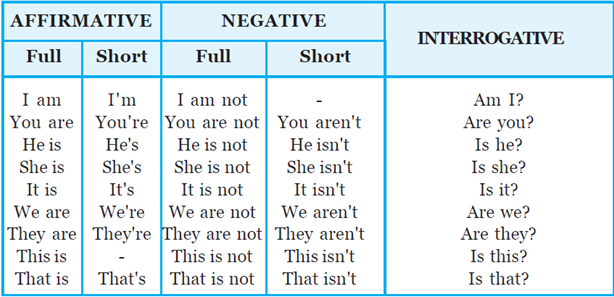 AFFIRMATIVE NEGATIVE INTERROGATIVE
Full Short Full Short
I am I'm I am not - Am I?
You are You're You are not You aren't Are you?
He is He's He is not He isn't Is he?
She is She's She is not She isn't Is she?
It is It's It is not It isn't Is it?
We are We're We are not We aren't Are we?
They are They're They are not They aren't Are they?
This is - This is not This isn't Is this?
That is That's That is not That isn't Is that?